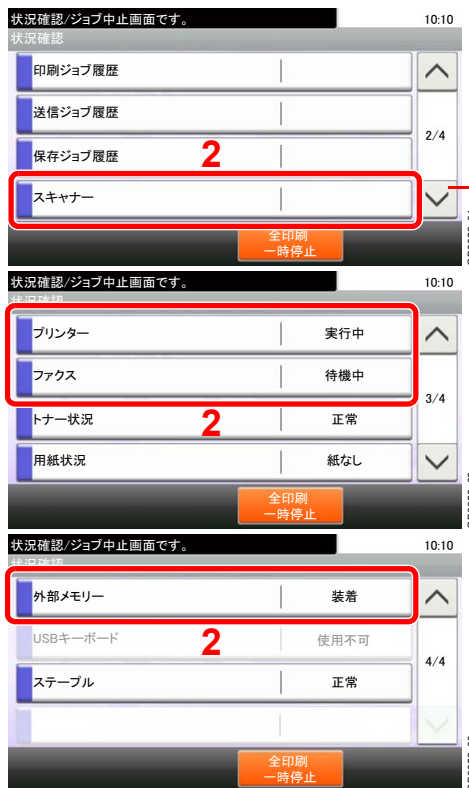 状況確認/ジョブ中止画面です。 10:10
状況確認
印刷ジョブ履歴
送信ジョブ履歴
2/4
保存ジョブ履歴
2
スキャナー
全印刷
一時停止
状況確認/ジョブ中止画面です。 10:10
状況確認
プリンター 実行中
ファクス 待機中
3/4
トナー状況 正常
2
用紙状況 紙なし
全印刷
一時停止
状況確認/ジョブ中止画面です。 10:10
状況確認
外部メモリー 装着
USBキーボード 使用不可
2
4/4
ステープル 正常
全印刷
一時停止